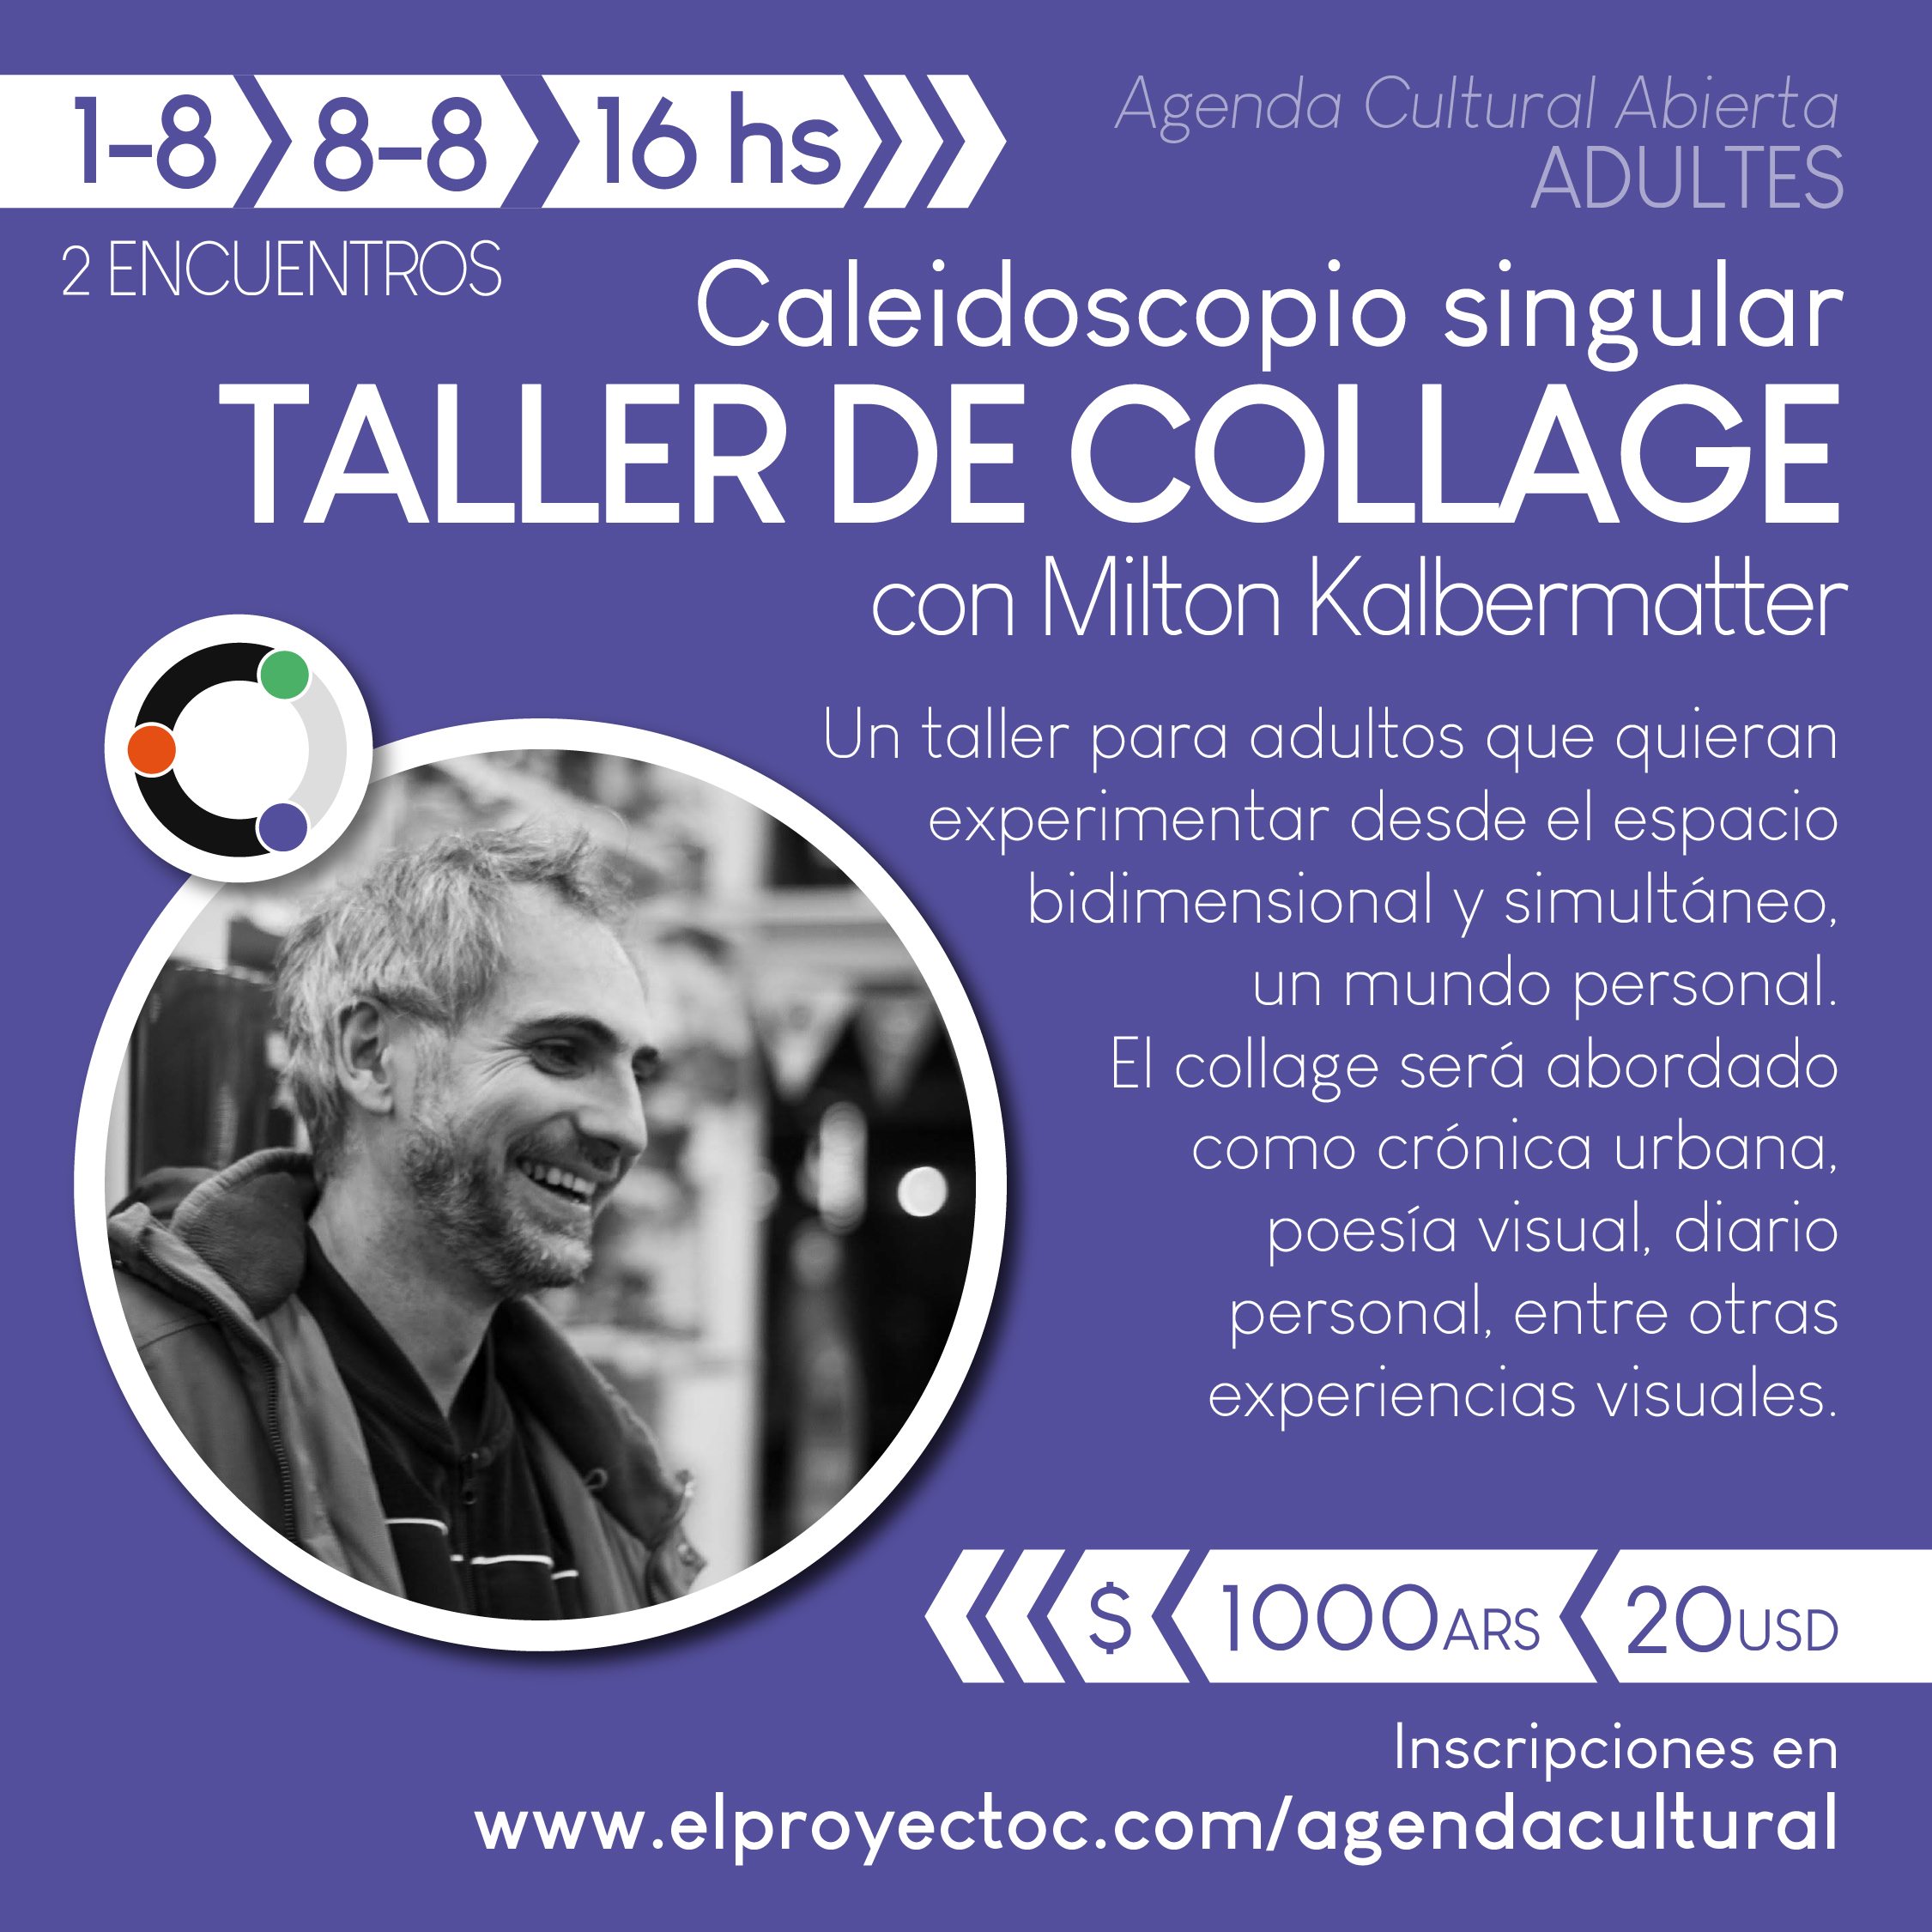 1-8 8-8 16 hs
Agenda Cultural Abierta
ADULTES
2 ENCUENTROS
Caleidoscopio singular
TALLER DE COLLAGE
con Milton Kalbermatter
Un taller para adultos que quieran
experimentar desde el espacio
bidimensional y simultáneo,
un mundo personal.
El collage será abordado
como crónica urbana,
poesía visual, diario
personal, entre otras
experiencias visuales.
$ 1000ARS 20USD
Inscripciones en
www.elproyectoc.com/agendacultural